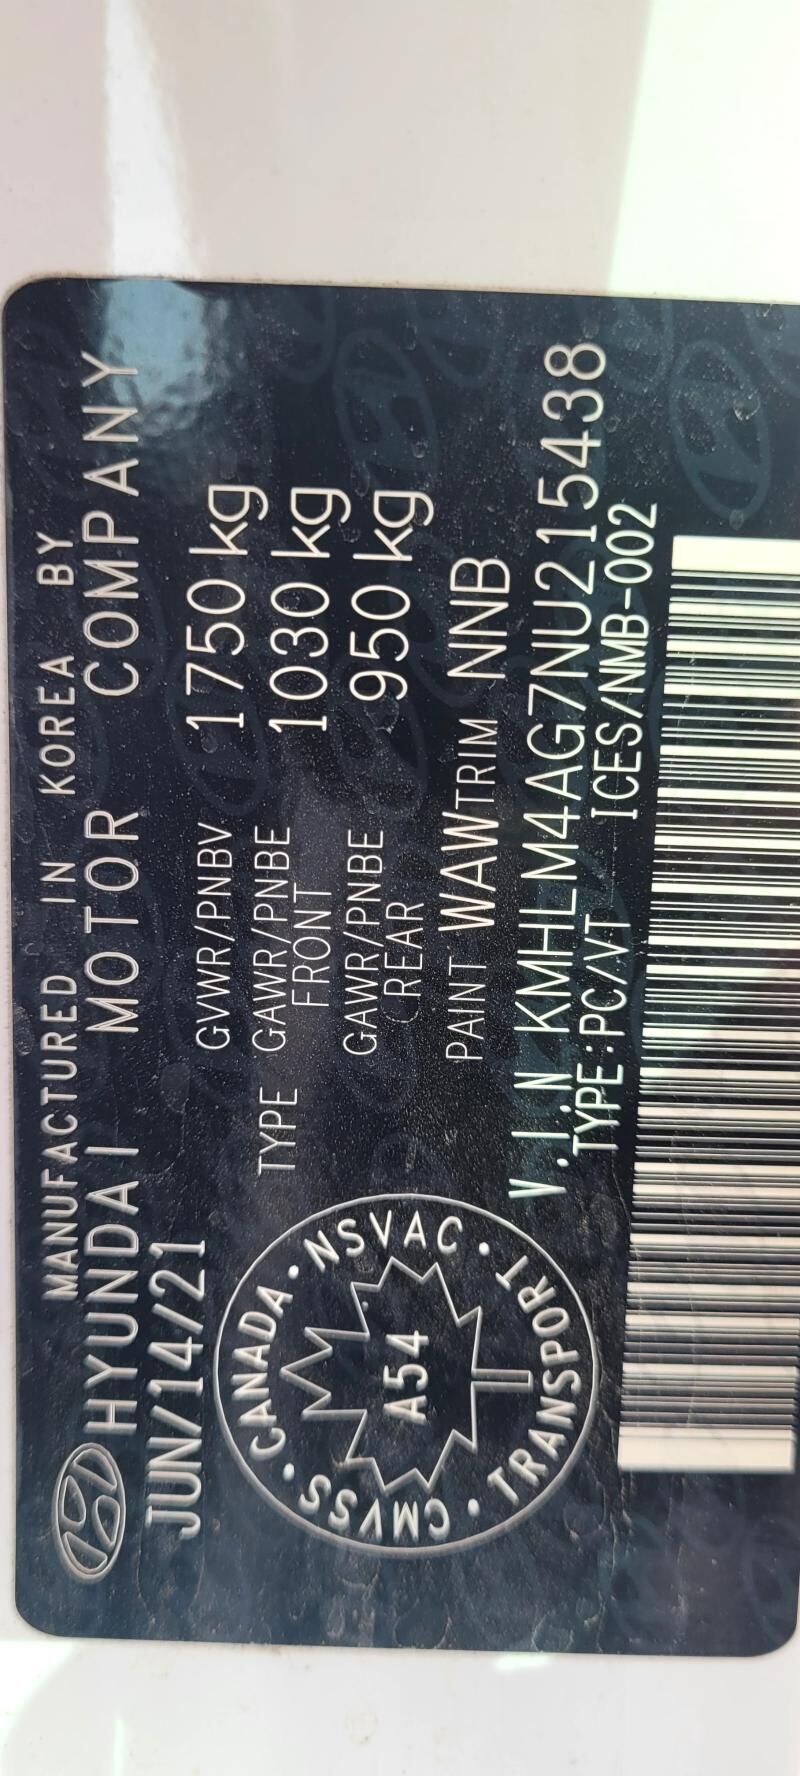 MANUFACTURED IN KOREA BY
HYUNDAI MOTOR COMPANY
JUN/14/21
GVWR/PNBV 1750 kg
TYPE GAWR/PNBE FRONT 1030 kg
GAWR/PNBE REAR 950 kg
PAINT WAW TRIM NNB
V.I.N KMHLM4AG7NU215438
TYPE:PC/VT ICES/NMB-002
CANADA · NSVAC · TRANSPORT · CMVSS ·
A54